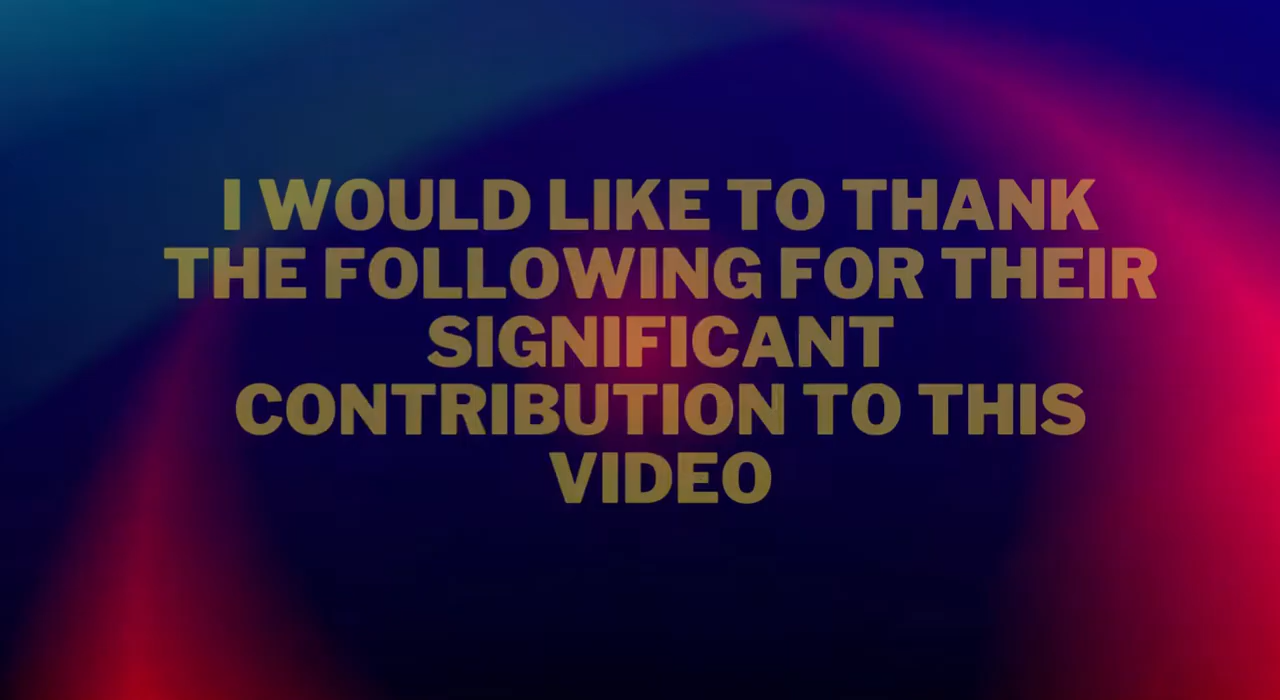 I WOULD LIKE TO THANK
THE FOLLOWING FOR THEIR
SIGNIFICANT
CONTRIBUTION TO THIS
VIDEO